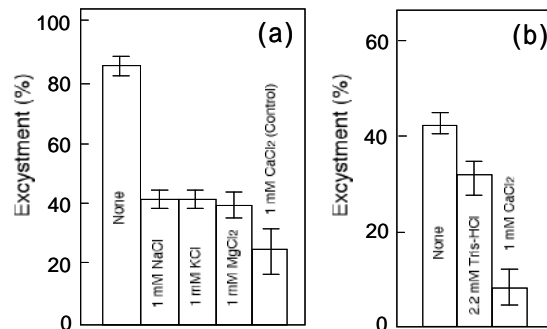 (a)
Excystment (%)
100
80
60
40
20
0
None
1 mM NaCl
1 mM KCl
1 mM MgCl2
1 mM CaCl2 (Control)
(b)
Excystment (%)
60
40
20
0
None
2.2 mM Tris-HCl
1 mM CaCl2